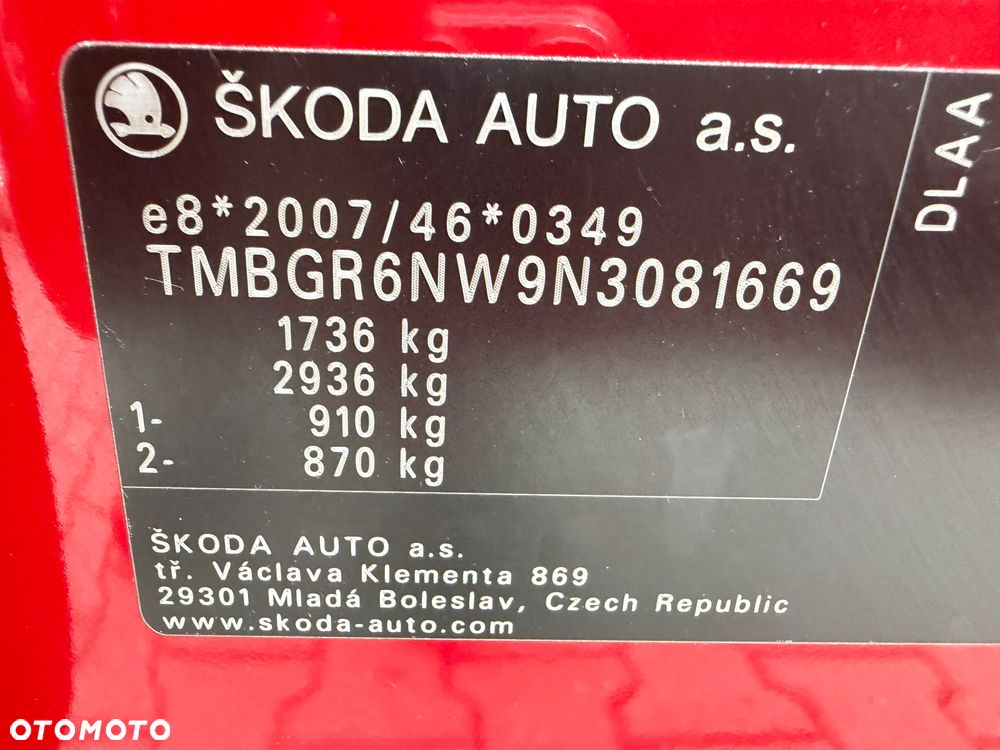 ŠKODA AUTO a.s.
DLAA
e8*2007/46*0349
TMBGR6NW9N3081669
1736 kg
2936 kg
1- 910 kg
2- 870 kg
ŠKODA AUTO a.s.
tř. Václava Klementa 869
29301 Mladá Boleslav, Czech Republic
www.skoda-auto.com
OTOMOTO